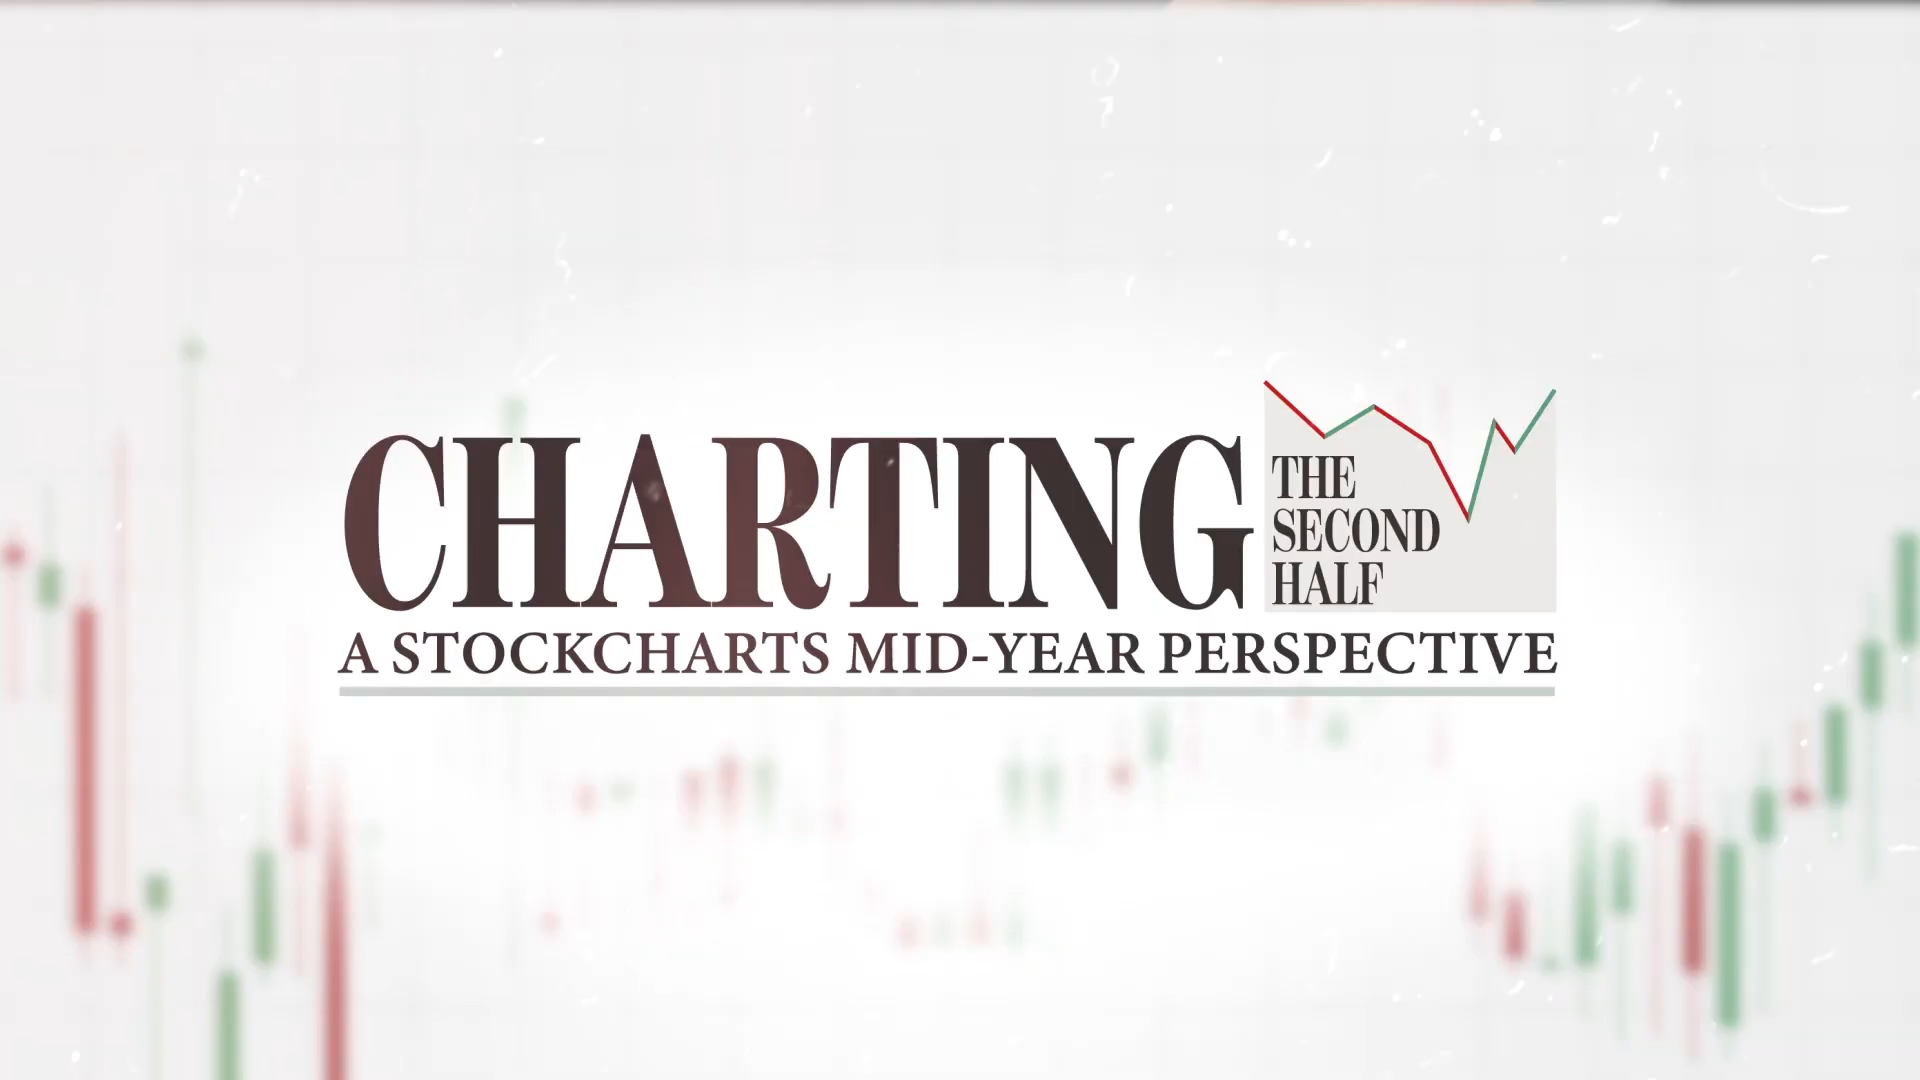 CHARTING
THE
SECOND
HALF
A STOCKCHARTS MID-YEAR PERSPECTIVE